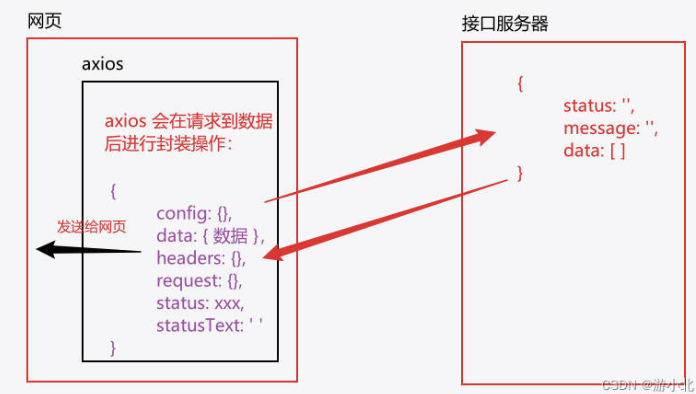 网页
接口服务器
axios
axios 会在请求到数据
后进行封装操作：
{
config: {},
data: { 数据 },
headers: {},
request: {},
status: xxx,
statusText: ' '
}
发送给网页
{
status: '',
message: '',
data: [ ]
}
CSDN @游小北